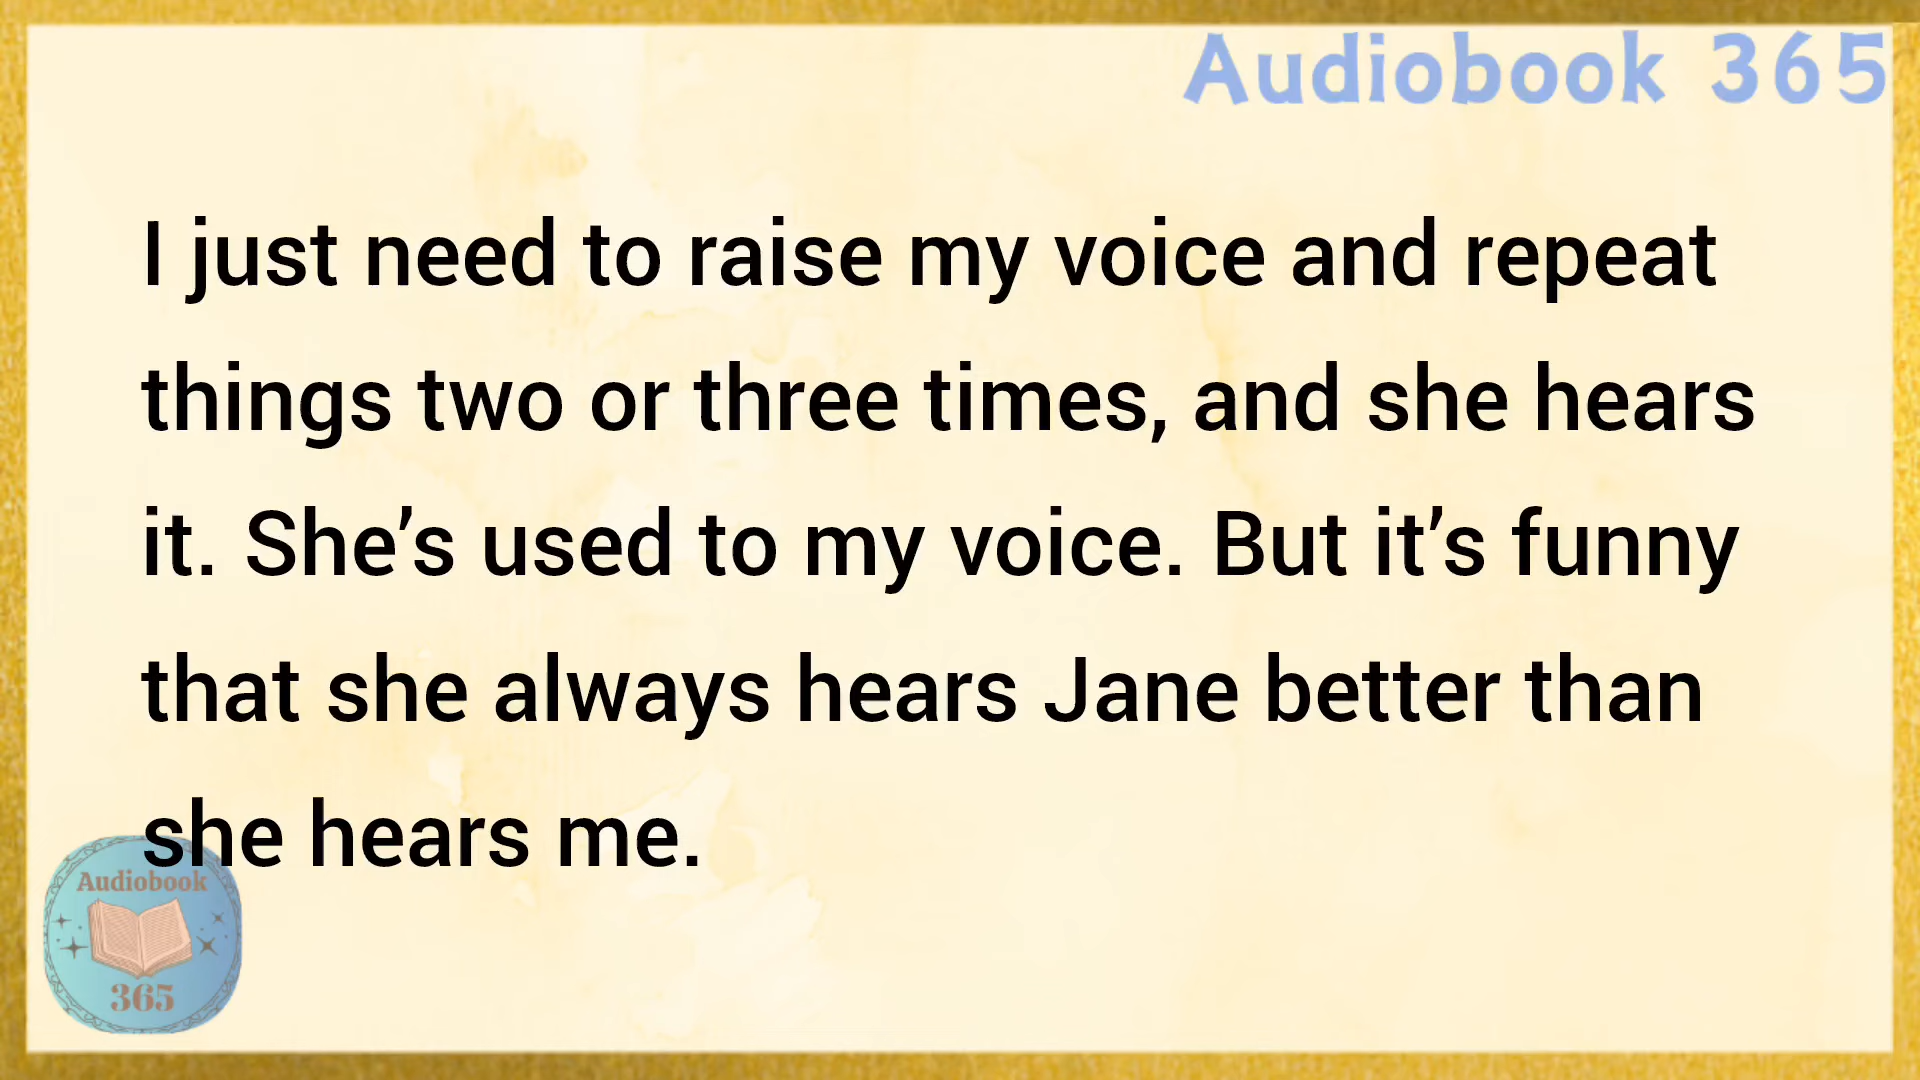 Audiobook 365
I just need to raise my voice and repeat
things two or three times, and she hears
it. She’s used to my voice. But it’s funny
that she always hears Jane better than
she hears me.
Audiobook
365